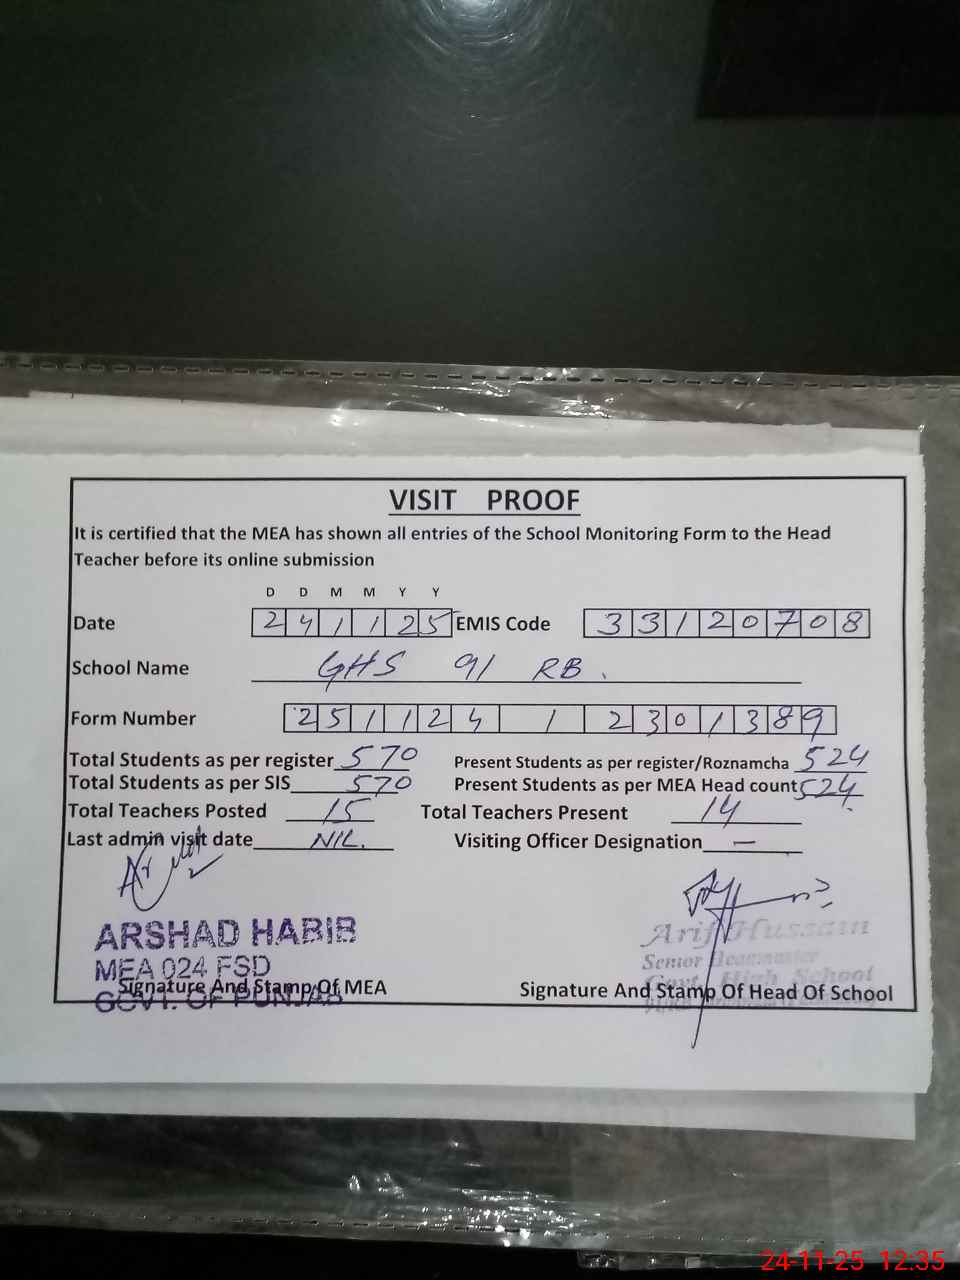 VISIT PROOF
It is certified that the MEA has shown all entries of the School Monitoring Form to the Head
Teacher before its online submission
D D M M Y Y
Date 2 4 1 1 2 5 EMIS Code 3 3 1 2 0 7 0 8
School Name GHS 91 RB.
Form Number 2 5 1 1 2 4 1 2 3 0 1 3 8 9
Total Students as per register 570 Present Students as per register/Roznamcha 524
Total Students as per SIS 570 Present Students as per MEA Head count 524
Total Teachers Posted 15 Total Teachers Present 14
Last admin visit date NIL. Visiting Officer Designation —
ARSHAD HABIB Arif Hussain
MEA 024 FSD Senior Headmaster
GOVT. OF PUNJAB Govt. High School
Signature And Stamp Of MEA Signature And Stamp Of Head Of School
24-11-25 12:35